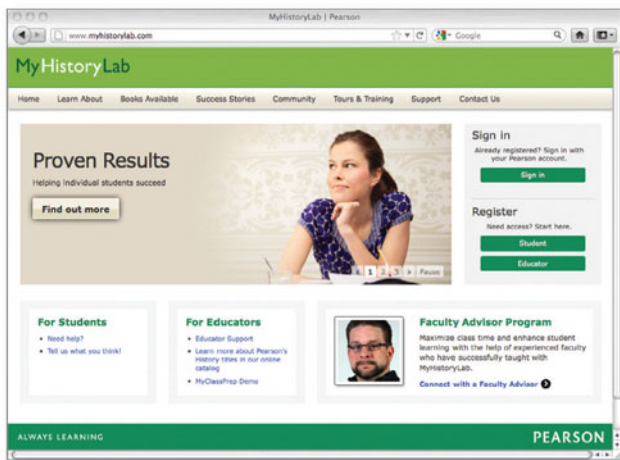 MyHistoryLab | Pearson
www.myhistorylab.com
Google
MyHistoryLab
Home Learn About Books Available Success Stories Community Tours & Training Support Contact Us
Proven Results
Helping individual students succeed
Find out more
1 2 3 Pause
Sign in
Already registered? Sign in with
your Pearson account.
Sign in
Register
Need access? Start here.
Student
Educator
For Students
• Need help?
• Tell us what you think!
For Educators
• Educator Support
• Learn more about Pearson's
History titles in our online
catalog
• MyClassPrep Demo
Faculty Advisor Program
Maximize class time and enhance student
learning with the help of experienced faculty
who have successfully taught with
MyHistoryLab.
Connect with a Faculty Advisor
ALWAYS LEARNING
PEARSON